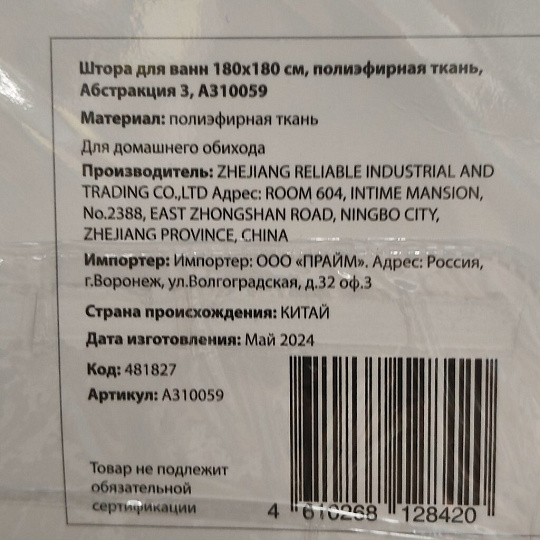 Штора для ванн 180x180 см, полиэфирная ткань,
Абстракция 3, A310059
Материал: полиэфирная ткань
Для домашнего обихода
Производитель: ZHEJIANG RELIABLE INDUSTRIAL AND
TRADING CO.,LTD Адрес: ROOM 604, INTIME MANSION,
No.2388, EAST ZHONGSHAN ROAD, NINGBO CITY,
ZHEJIANG PROVINCE, CHINA
Импортер: Импортер: ООО «ПРАЙМ». Адрес: Россия,
г.Воронеж, ул.Волгоградская, д.32 оф.3
Страна происхождения: КИТАЙ
Дата изготовления: Май 2024
Код: 481827
Артикул: A310059
Товар не подлежит
обязательной
сертификации
4 610268 128420